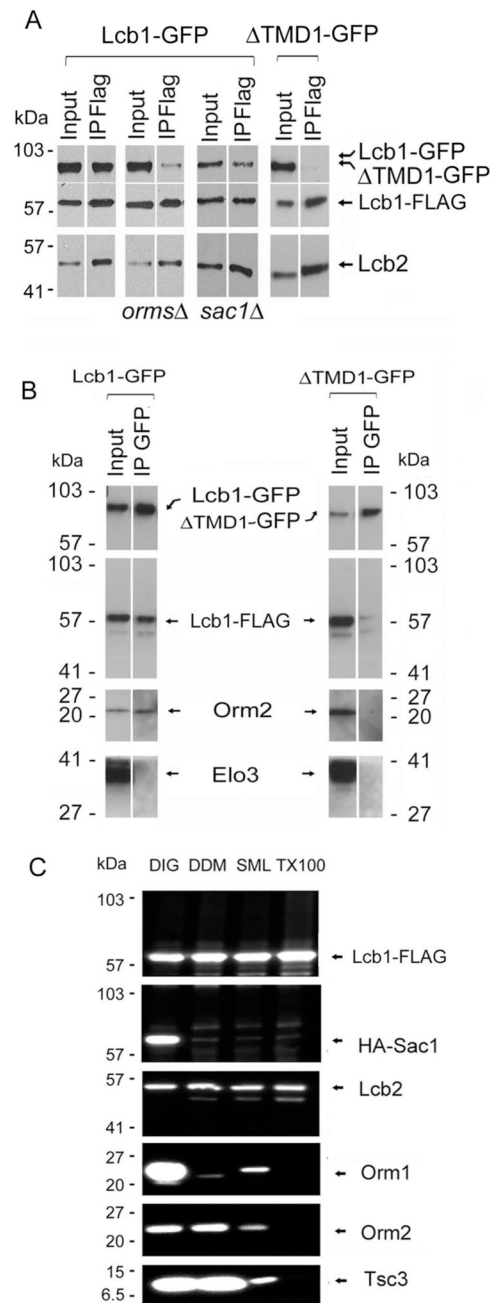 A
Lcb1-GFP ΔTMD1-GFP
kDa Input IP Flag Input IP Flag Input IP Flag Input IP Flag
103 -
Lcb1-GFP
ΔTMD1-GFP
57 - Lcb1-FLAG
57 -
Lcb2
41 -
ormsΔ sac1Δ
B
Lcb1-GFP ΔTMD1-GFP
kDa Input IP GFP Input IP GFP kDa
103 - Lcb1-GFP - 103
ΔTMD1-GFP
57 - - 57
103 - - 103
57 - Lcb1-FLAG - 57
41 - - 41
27 - - 27
20 - Orm2 - 20
41 - - 41
Elo3
27 - - 27
C
kDa DIG DDM SML TX100
103 -
57 - Lcb1-FLAG
103 -
HA-Sac1
57 -
57 - Lcb2
41 -
27 -
20 - Orm1
27 -
Orm2
20 -
15 - Tsc3
6.5 -